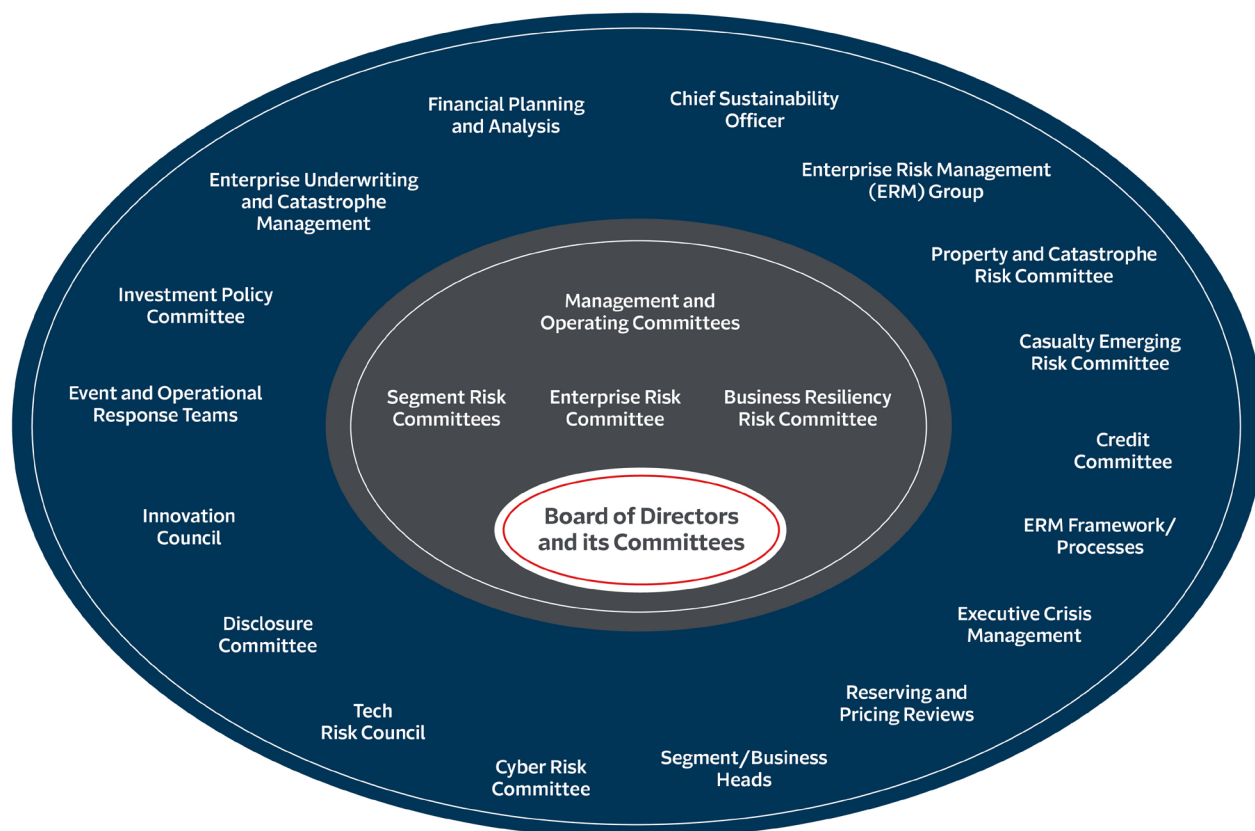 Financial Planning
and Analysis
Chief Sustainability
Officer
Enterprise Underwriting
and Catastrophe
Management
Enterprise Risk Management
(ERM) Group
Property and Catastrophe
Risk Committee
Investment Policy
Committee
Management and
Operating Committees
Casualty Emerging
Risk Committee
Event and Operational
Response Teams
Segment Risk
Committees
Enterprise Risk
Committee
Business Resiliency
Risk Committee
Credit
Committee
Innovation
Council
Board of Directors
and its Committees
ERM Framework/
Processes
Disclosure
Committee
Executive Crisis
Management
Tech
Risk Council
Reserving and
Pricing Reviews
Cyber Risk
Committee
Segment/Business
Heads